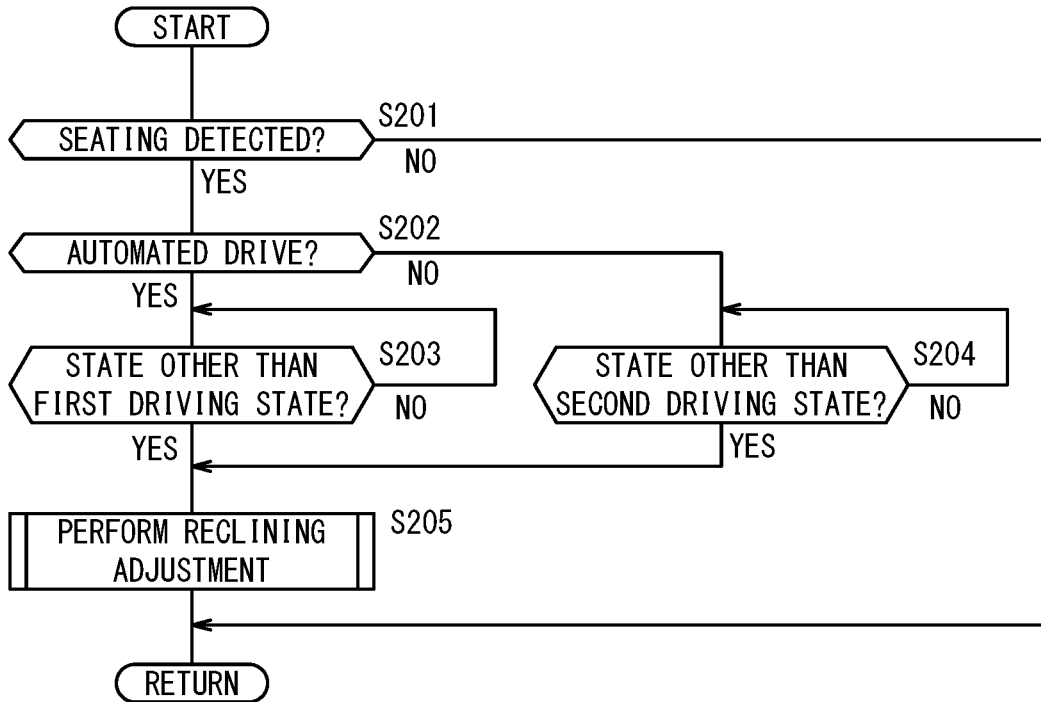 START
SEATING DETECTED?
S201
NO
YES
AUTOMATED DRIVE?
S202
NO
YES
STATE OTHER THAN
FIRST DRIVING STATE?
S203
NO
YES
STATE OTHER THAN
SECOND DRIVING STATE?
S204
NO
YES
PERFORM RECLINING
ADJUSTMENT
S205
RETURN